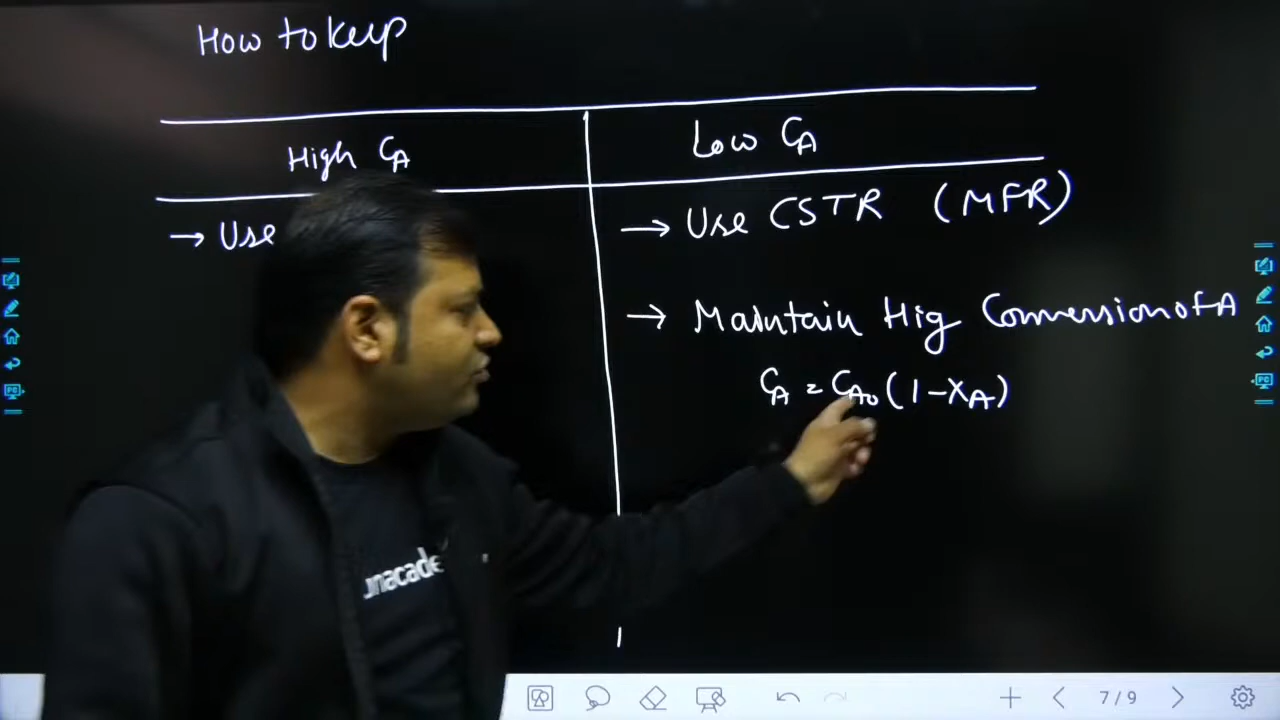 How to keep
High CA
Low CA
→ Use
→ Use CSTR (MFR)
→ Maintain Hig Conversion of A
CA = CA0 (1-XA)
unacade
7/9